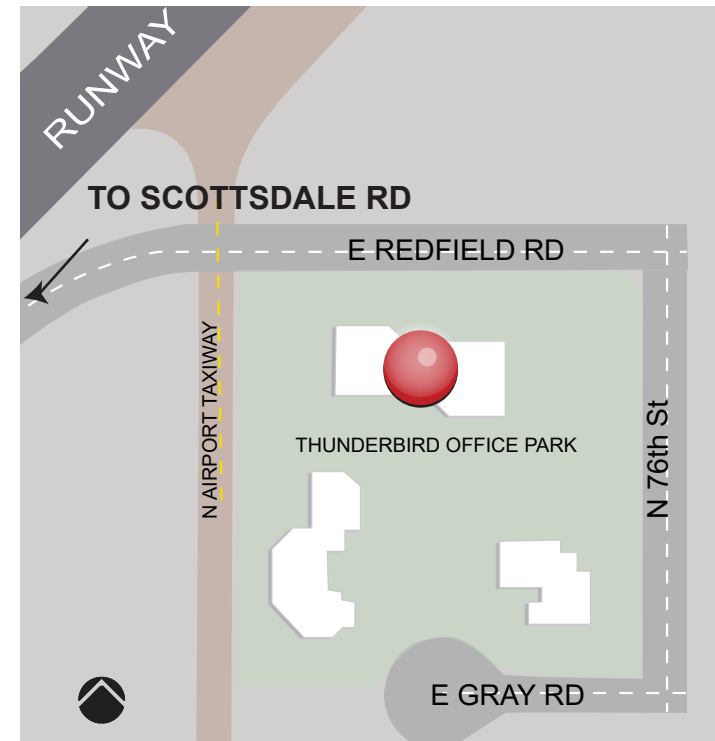 RUNWAY
TO SCOTTSDALE RD
E REDFIELD RD
N AIRPORT TAXIWAY
THUNDERBIRD OFFICE PARK
N 76th St
E GRAY RD